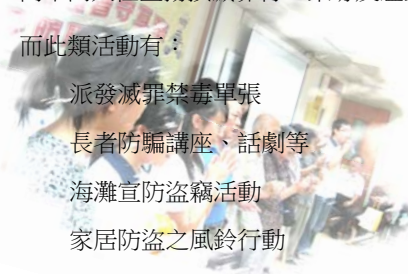 而此類活動有：
派發滅罪禁毒單張
長者防騙講座、話劇等
海灘宣防盜竊活動
家居防盜之風鈴行動